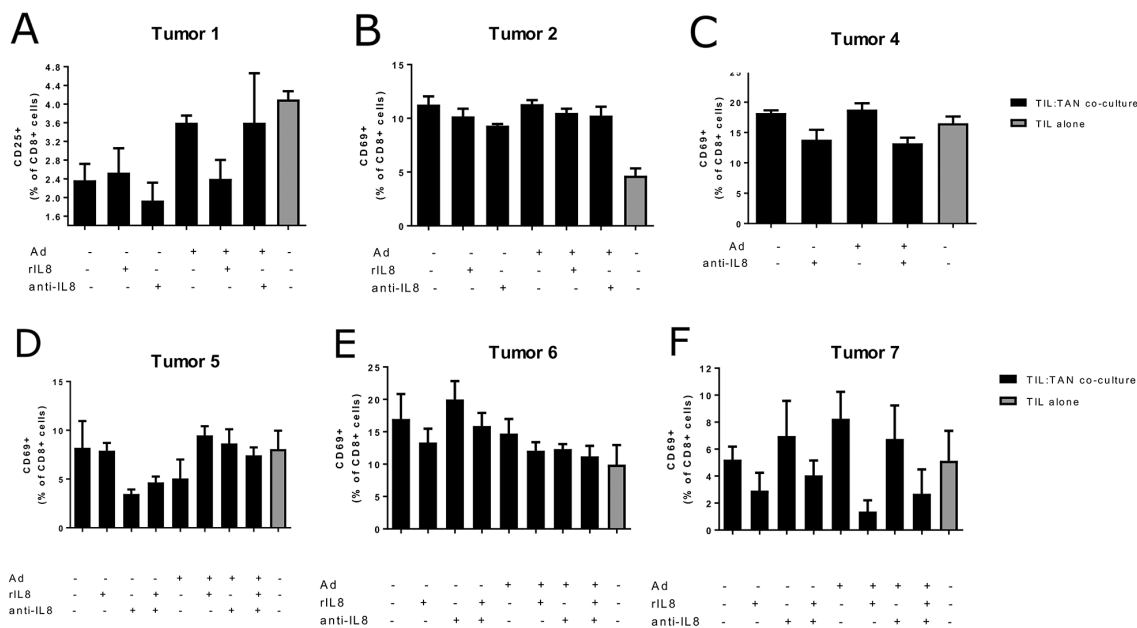 A
Tumor 1
CD25+
(% of CD8+ cells)
4.8
4.4
4.0
3.6
3.2
2.8
2.4
2.0
1.6
Ad - - - + + + -
rIL8 - + - - + - -
anti-IL8 - - + - - + -
B
Tumor 2
CD69+
(% of CD8+ cells)
15
10
5
0
Ad - - - + + + -
rIL8 - + - - + - -
anti-IL8 - - + - - + -
C
Tumor 4
CD69+
(% of CD8+ cells)
25
20
15
10
5
0
Ad - - + + -
anti-IL8 - + - + -
TIL:TAN co-culture
TIL alone
D
Tumor 5
CD69+
(% of CD8+ cells)
15
10
5
0
Ad - - - - + + + + -
rIL8 - + - + - + - + -
anti-IL8 - - + + - - + + -
E
Tumor 6
CD69+
(% of CD8+ cells)
25
20
15
10
5
0
Ad - - - - + + + + -
rIL8 - + - + - + - + -
anti-IL8 - - + + - - + + -
F
Tumor 7
CD69+
(% of CD8+ cells)
12
10
8
6
4
2
0
Ad - - - - + + + + -
rIL8 - + - + - + - + -
anti-IL8 - - + + - - + + -
TIL:TAN co-culture
TIL alone